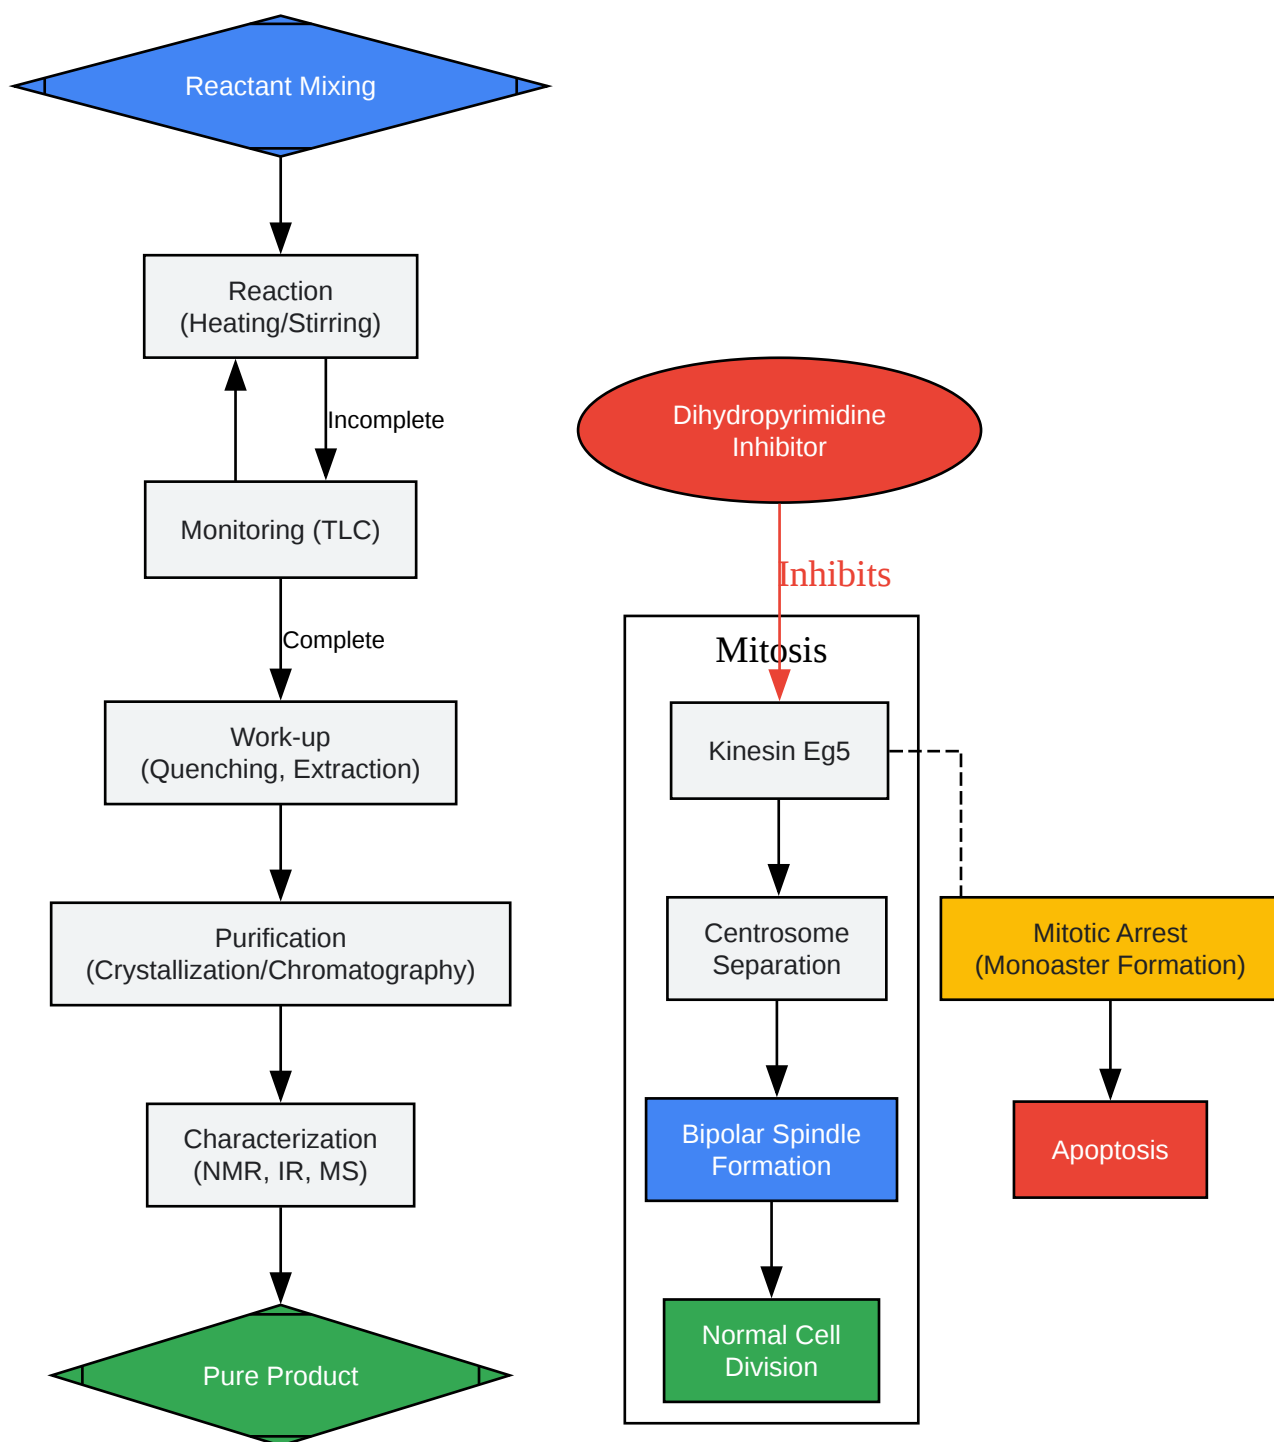 Reactant Mixing
Reaction
(Heating/Stirring)
Incomplete
Monitoring (TLC)
Complete
Work-up
(Quenching, Extraction)
Purification
(Crystallization/Chromatography)
Characterization
(NMR, IR, MS)
Pure Product
Dihydropyrimidine
Inhibitor
Inhibits
Mitosis
Kinesin Eg5
Centrosome
Separation
Bipolar Spindle
Formation
Normal Cell
Division
Mitotic Arrest
(Monoaster Formation)
Apoptosis